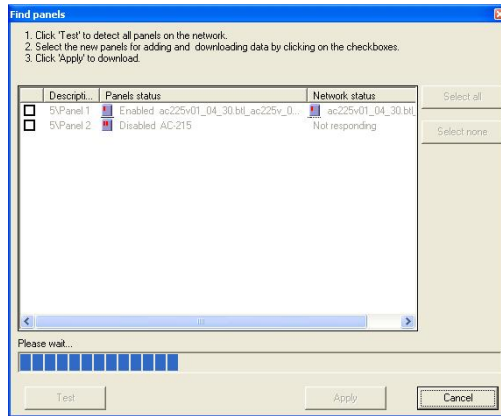 Find panels
1. Click 'Test' to detect all panels on the network.
2. Select the new panels for adding and downloading data by clicking on the checkboxes.
3. Click 'Apply' to download.
Descripti... Panels status Network status
5\Panel 1 Enabled ac225v01_04_30.btl_ac225v_0... ac225v01_04_30.btl_
5\Panel 2 Disabled AC-215 Not responding
Select all
Select none
Please wait...
Test Apply Cancel